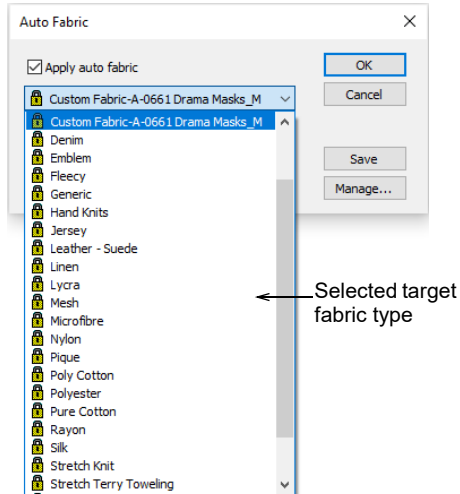 Auto Fabric
Apply auto fabric
OK
Custom Fabric-A-0661 Drama Masks_M
Cancel
Custom Fabric-A-0661 Drama Masks_M
Denim
Emblem
Save
Fleecy
Generic
Manage...
Hand Knits
Jersey
Leather - Suede
Linen
Lycra
Selected target
Mesh
fabric type
Microfibre
Nylon
Pique
Poly Cotton
Polyester
Pure Cotton
Rayon
Silk
Stretch Knit
Stretch Terry Toweling